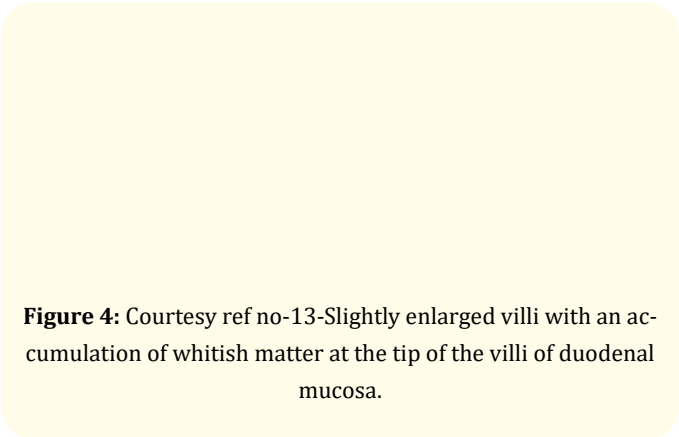 Figure 4: Courtesy ref no-13-Slightly enlarged villi with an ac-
cumulation of whitish matter at the tip of the villi of duodenal
mucosa.